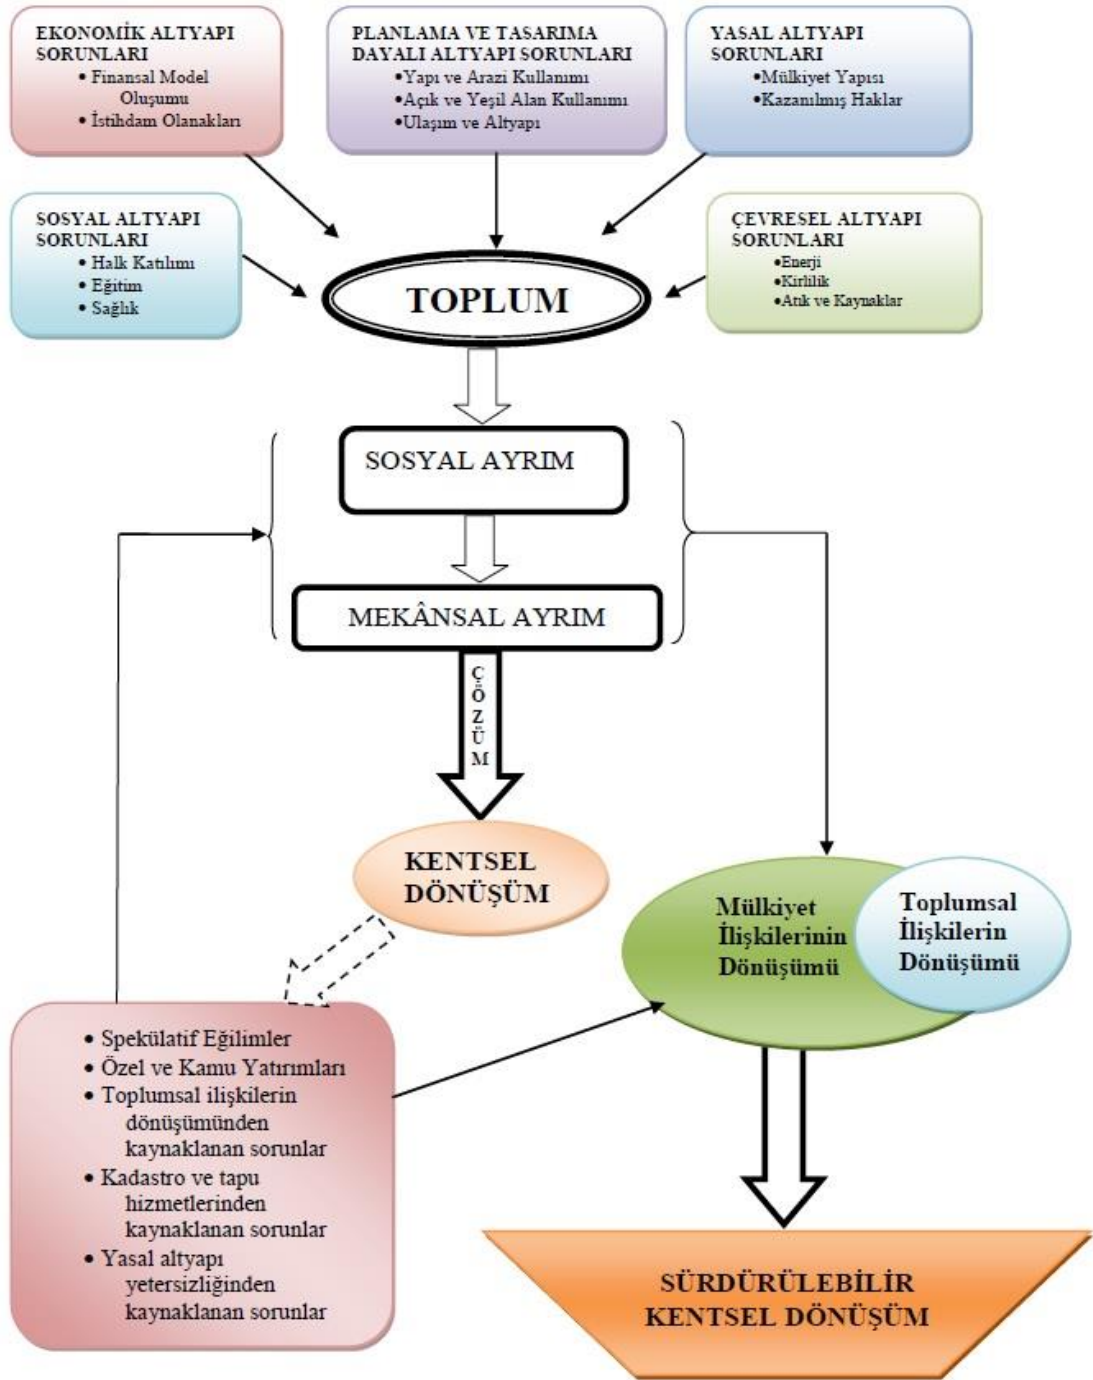 EKONOMİK ALTYAPI
SORUNLARI
• Finansal Model
Oluşumu
• İstihdam Olanakları
PLANLAMA VE TASARIMA
DAYALI ALTYAPI SORUNLARI
•Yapı ve Arazi Kullanımı
•Açık ve Yeşil Alan Kullanımı
•Ulaşım ve Altyapı
YASAL ALTYAPI
SORUNLARI
•Mülkiyet Yapısı
•Kazanılmış Haklar
SOSYAL ALTYAPI
SORUNLARI
• Halk Katılımı
• Eğitim
• Sağlık
ÇEVRESEL ALTYAPI
SORUNLARI
•Enerji
•Kirlilik
•Atık ve Kaynaklar
TOPLUM
SOSYAL AYRIM
MEKÂNSAL AYRIM
ÇÖZÜM
KENTSEL
DÖNÜŞÜM
Mülkiyet
İlişkilerinin
Dönüşümü
Toplumsal
İlişkilerin
Dönüşümü
• Spekülatif Eğilimler
• Özel ve Kamu Yatırımları
• Toplumsal ilişkilerin
dönüşümünden
kaynaklanan sorunlar
• Kadastro ve tapu
hizmetlerinden
kaynaklanan sorunlar
• Yasal altyapı
yetersizliğinden
kaynaklanan sorunlar
SÜRDÜRÜLEBİLİR
KENTSEL DÖNÜŞÜM